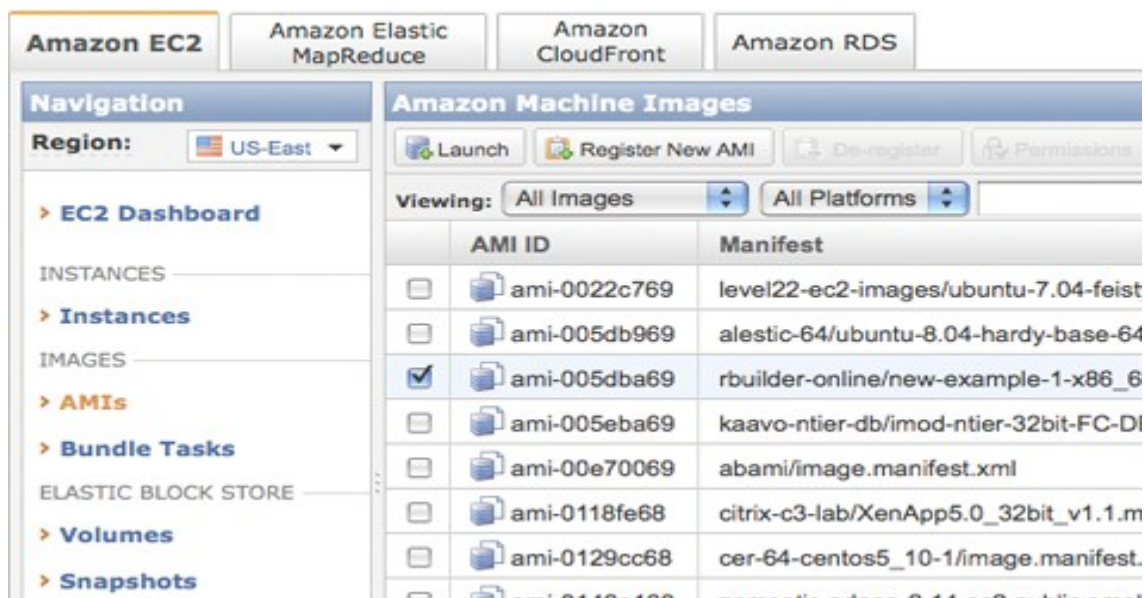 Amazon EC2
Amazon Elastic
MapReduce
Amazon
CloudFront
Amazon RDS
Navigation
Region:
US-East
EC2 Dashboard
INSTANCES
Instances
IMAGES
AMIs
Bundle Tasks
ELASTIC BLOCK STORE
Volumes
Snapshots
Amazon Machine Images
Launch
Register New AMI
De-register
Permissions
Viewing:
All Images
All Platforms
AMI ID Manifest
ami-0022c769 level22-ec2-images/ubuntu-7.04-feist
ami-005db969 alestic-64/ubuntu-8.04-hardy-base-64
ami-005dba69 rbuilder-online/new-example-1-x86_6
ami-005eba69 kaavo-ntier-db/imod-ntier-32bit-FC-DE
ami-00e70069 abami/image.manifest.xml
ami-0118fe68 citrix-c3-lab/XenApp5.0_32bit_v1.1.m
ami-0129cc68 cer-64-centos5_10-1/image.manifest.